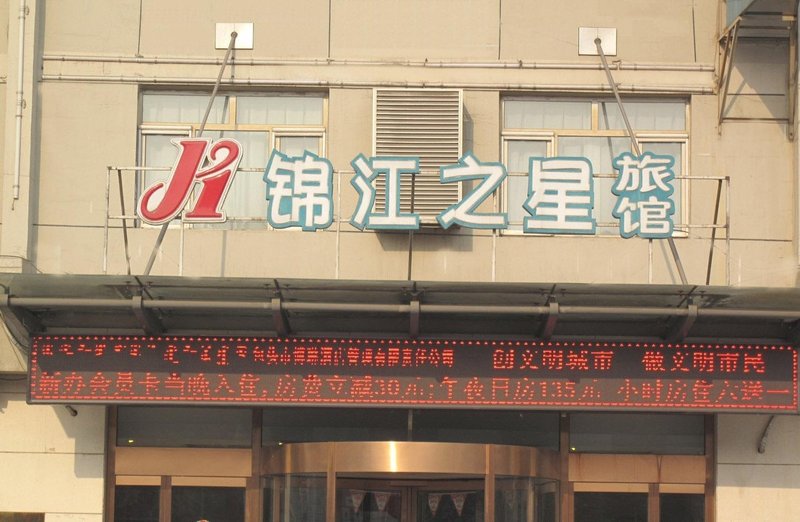 锦江之星 旅馆
创文明城市 做文明市民
新办会员卡当晚入住,房费立减30元;午夜日房135元 小时房住六送一